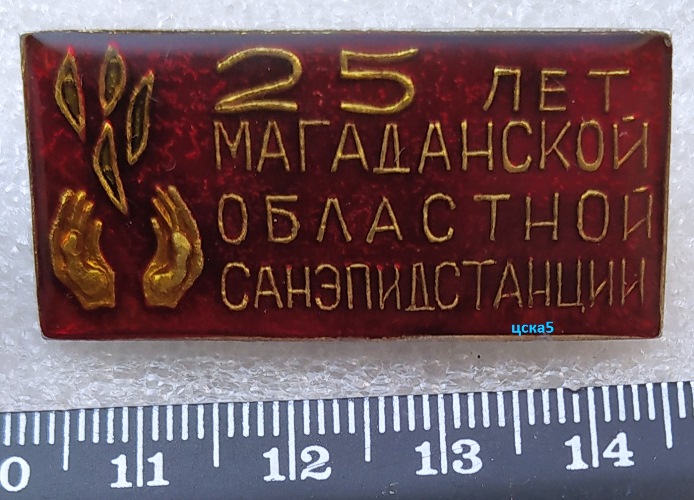 25 ЛЕТ
МАГАДАНСКОЙ
ОБЛАСТНОЙ
САНЭПИДСТАНЦИИ
цска5
0 11 12 13 14